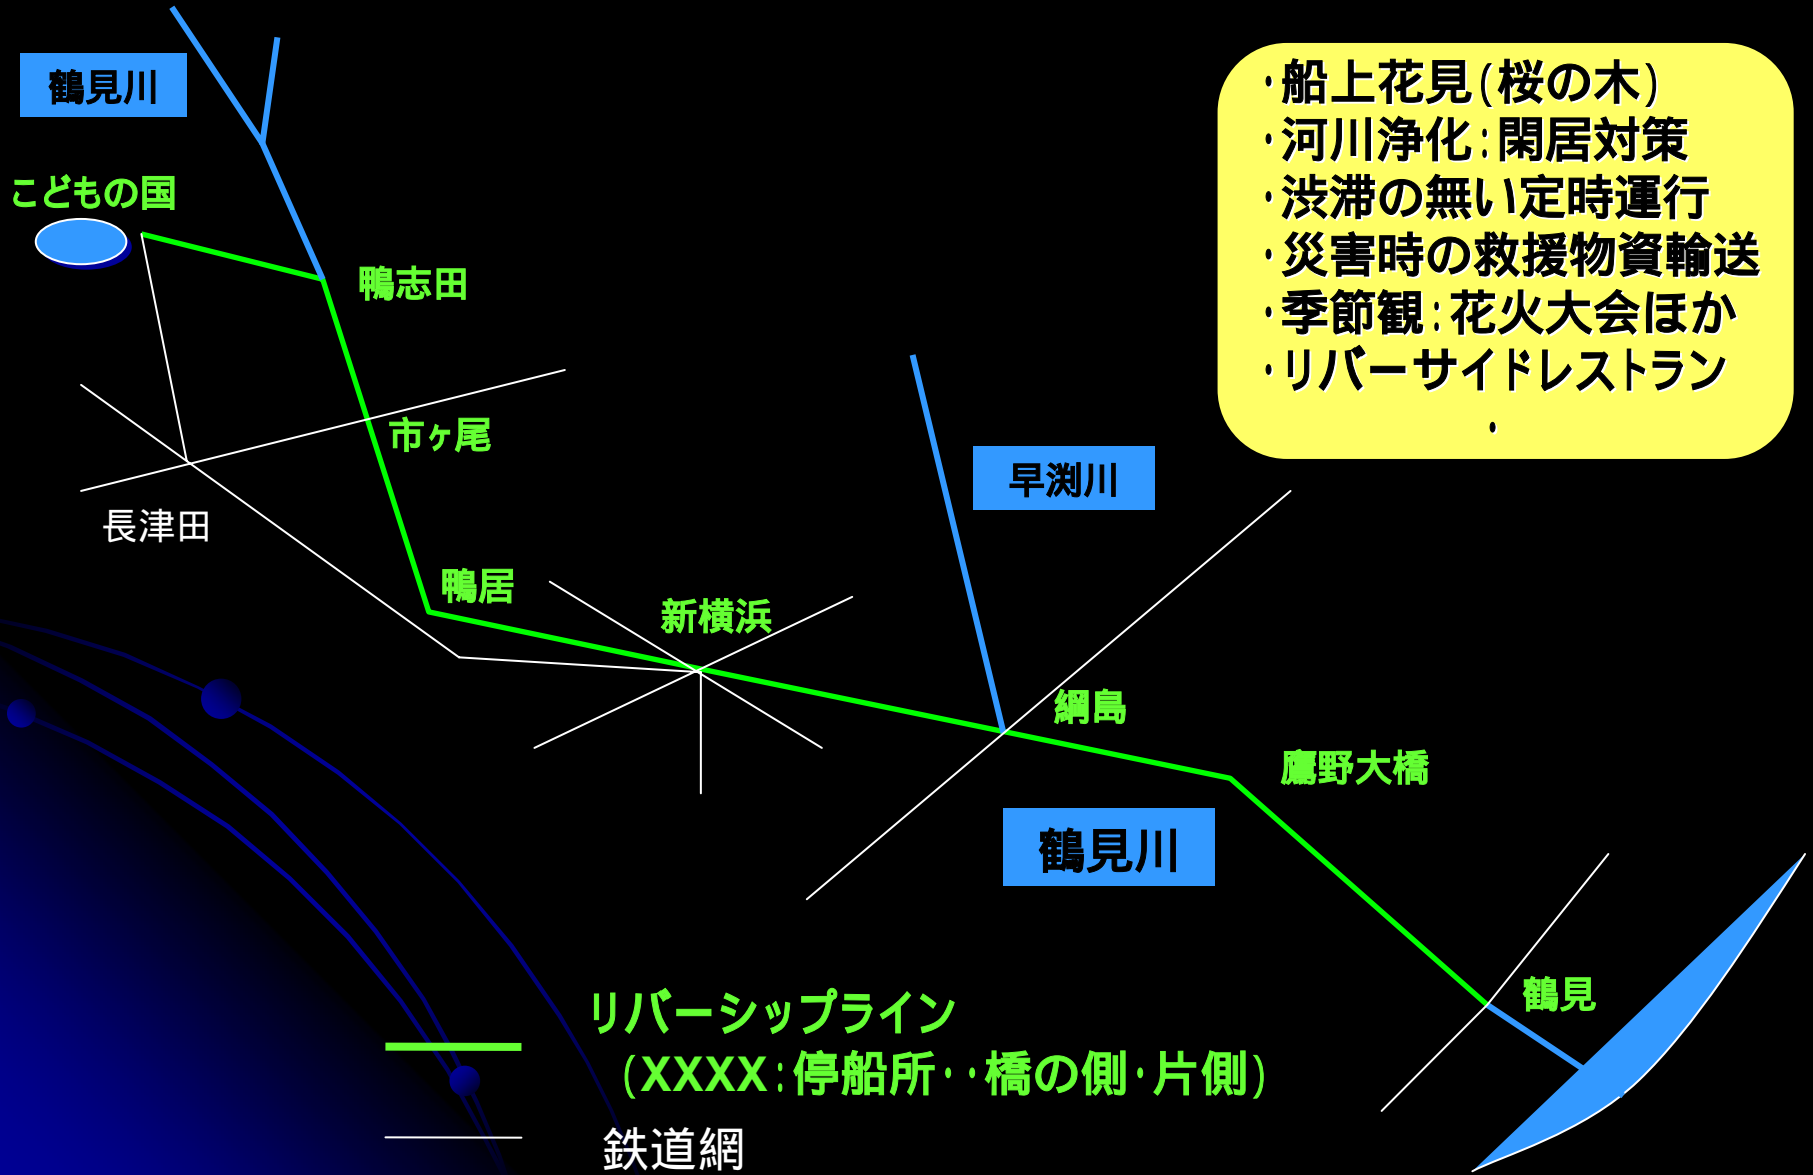 鶴見川
こどもの国
鴨志田
市ヶ尾
長津田
鴨居
新横浜
早渕川
綱島
鷹野大橋
鶴見川
鶴見
・船上花見(桜の木)
・河川浄化:閑居対策
・渋滞の無い定時運行
・災害時の救援物資輸送
・季節観:花火大会ほか
・リバーサイドレストラン
・
リバーシップライン
(XXXX:停船所・・橋の側・片側)
鉄道網